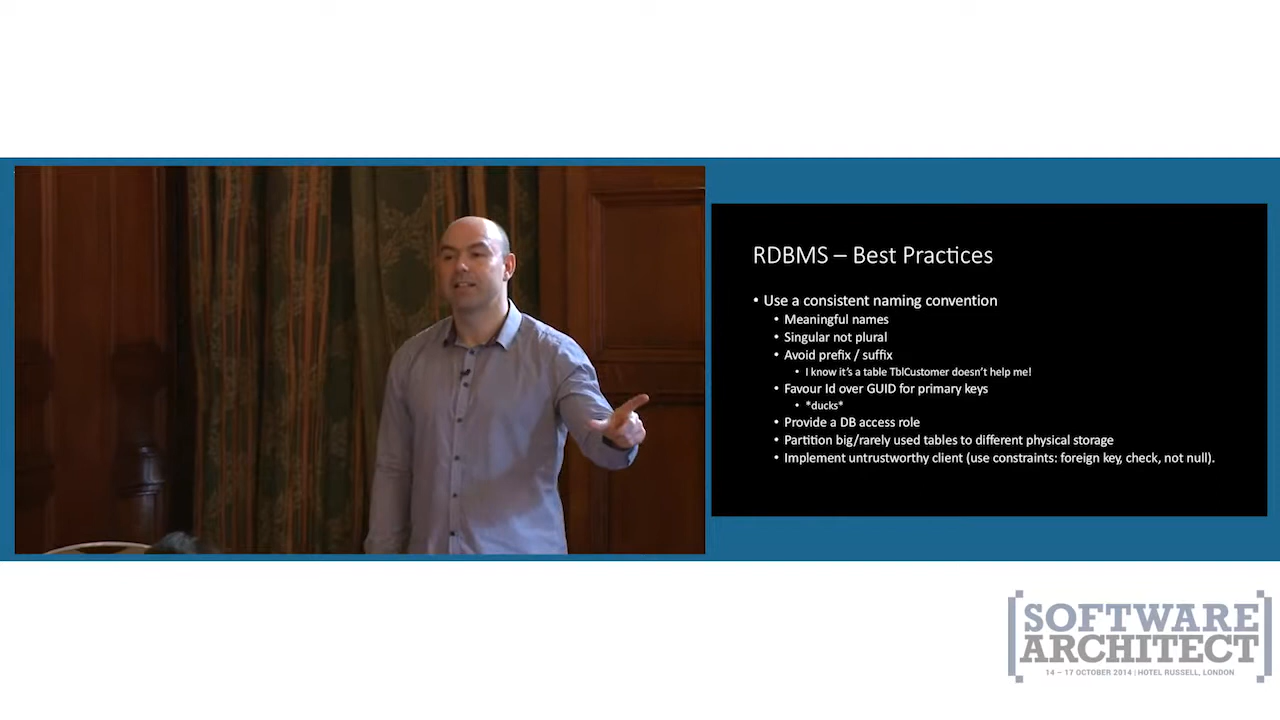 RDBMS – Best Practices
• Use a consistent naming convention
• Meaningful names
• Singular not plural
• Avoid prefix / suffix
• I know it's a table TblCustomer doesn't help me!
• Favour Id over GUID for primary keys
• *ducks*
• Provide a DB access role
• Partition big/rarely used tables to different physical storage
• Implement untrustworthy client (use constraints: foreign key, check, not null).
[SOFTWARE
ARCHITECT]
14 – 17 OCTOBER 2014 | HOTEL RUSSELL, LONDON